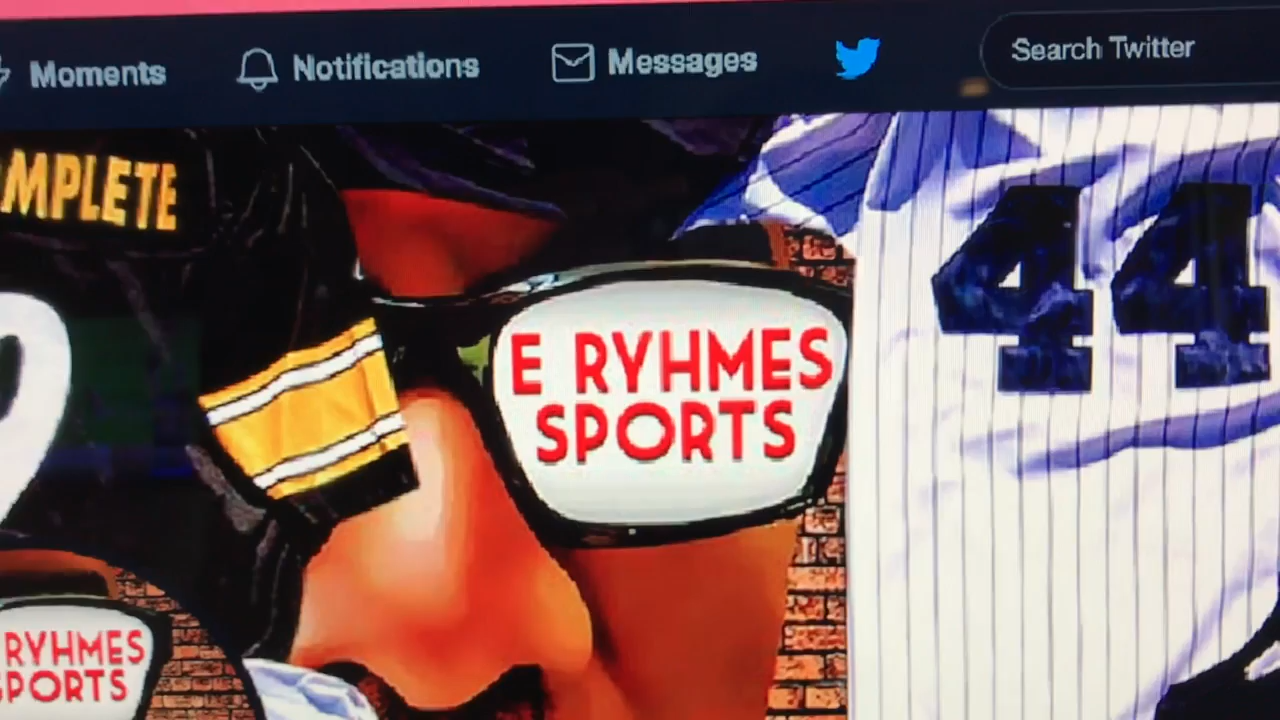 Moments
Notifications
Messages
Search Twitter
MPLETE
44
E RYHMES
SPORTS
RYHMES
SPORTS